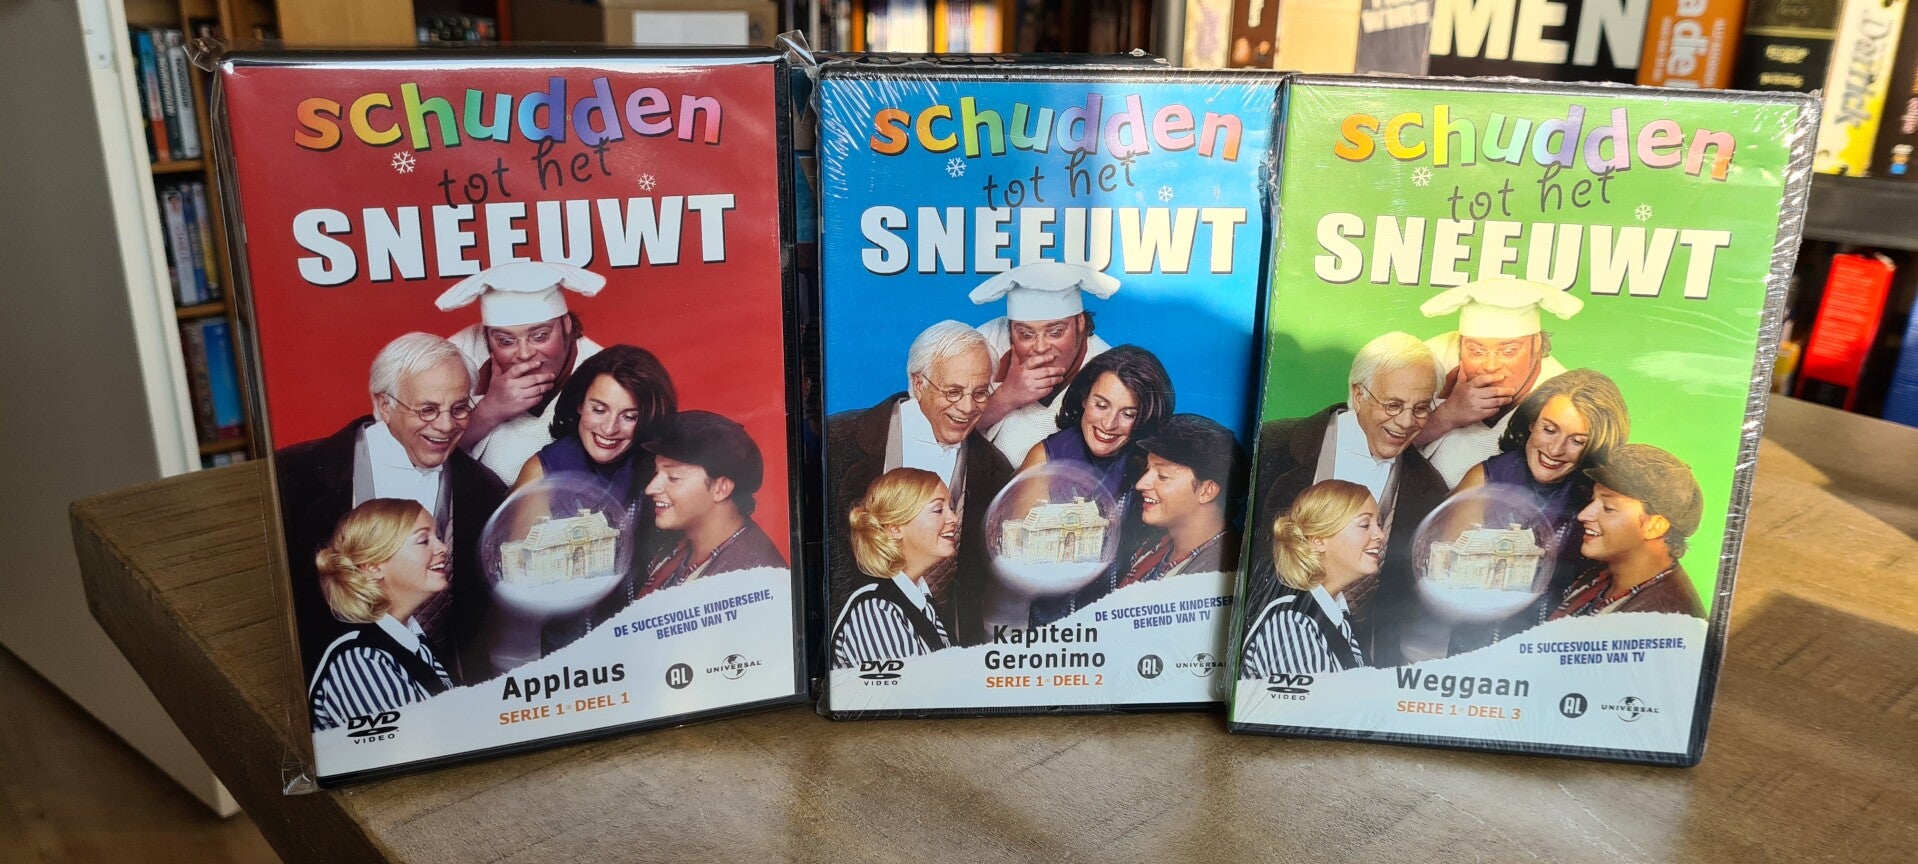 schudden
tot het
SNEEUWT
DE SUCCESVOLLE KINDERSERIE,
BEKEND VAN TV
Applaus
SERIE 1 * DEEL 1
DVD
VIDEO
AL
UNIVERSAL
schudden
tot het
SNEEUWT
DE SUCCESVOLLE KINDERSER
BEKEND VAN TV
Kapitein
Geronimo
SERIE 1 * DEEL 2
DVD
VIDEO
AL
UNIVERSA
schudden
tot het
SNEEUWT
DE SUCCESVOLLE KINDERSERIE,
BEKEND VAN TV
Weggaan
SERIE 1 * DEEL 3
DVD
VIDEO
AL
UNIVERSAL
MEN